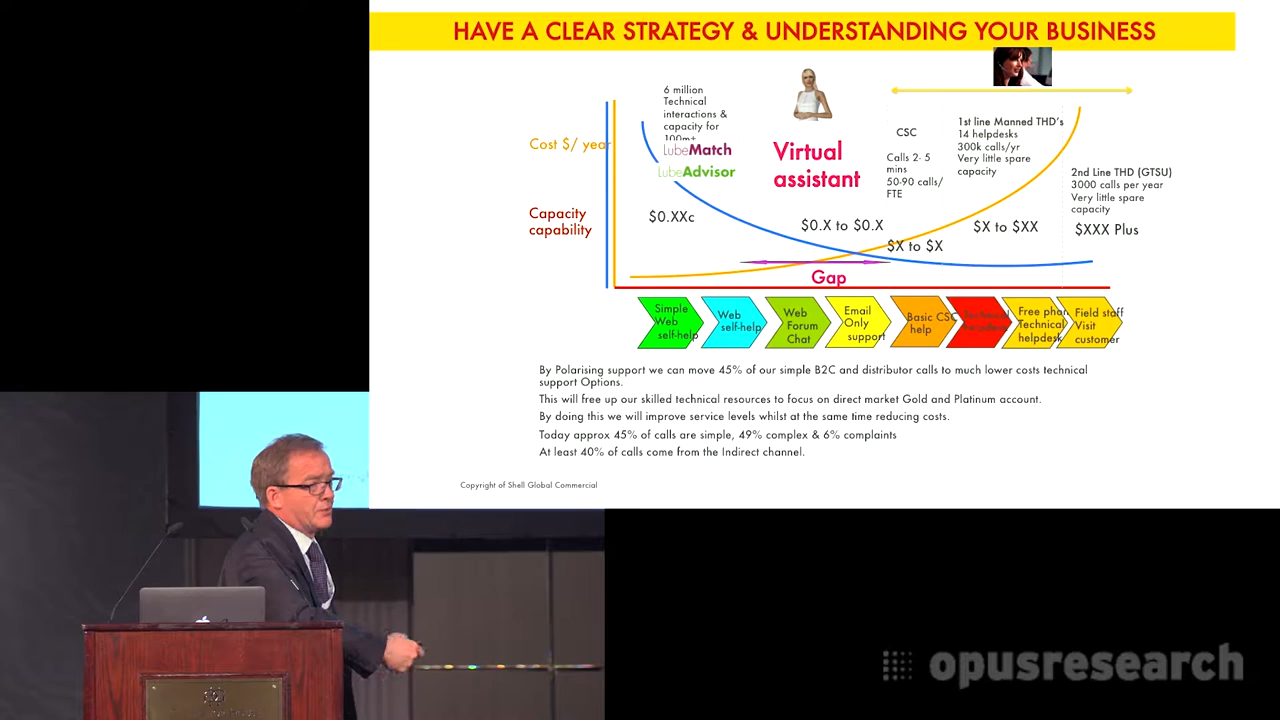 HAVE A CLEAR STRATEGY & UNDERSTANDING YOUR BUSINESS
Cost $/ year
Capacity
capability
6 million
Technical
interactions &
capacity for
100m+
LubeMatch
LubeAdvisor
$0.XXc
Virtual
assistant
$0.X to $0.X
CSC
Calls 2- 5
mins
50-90 calls/
FTE
$X to $X
1st line Manned THD's
14 helpdesks
300k calls/yr
Very little spare
capacity
$X to $XX
2nd Line THD (GTSU)
3000 calls per year
Very little spare
capacity
$XXX Plus
Gap
Simple
Web
self-help
Web
self-help
Web
Forum
Chat
Email
Only
support
Basic CSC
help
Technical
helpdesk
Free phon
Technical
helpdesk
Field staff
Visit
customer
By Polarising support we can move 45% of our simple B2C and distributor calls to much lower costs technical
support Options.
This will free up our skilled technical resources to focus on direct market Gold and Platinum account.
By doing this we will improve service levels whilst at the same time reducing costs.
Today approx 45% of calls are simple, 49% complex & 6% complaints
At least 40% of calls come from the Indirect channel.
Copyright of Shell Global Commercial
opusresearch